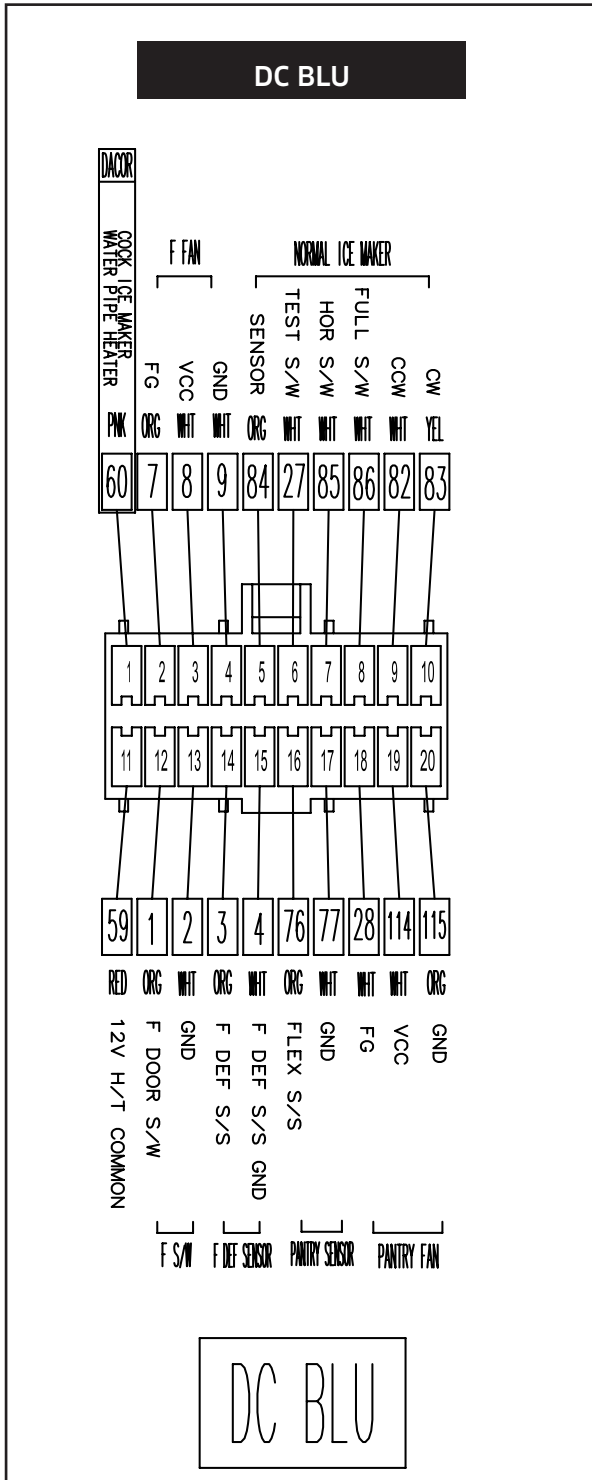 DC BLU
DACOR
COCK ICE MAKER
WATER PIPE HEATER
F FAN
NORMAL ICE MAKER
FG
VCC
GND
SENSOR
TEST S/W
HOR S/W
FULL S/W
CCW
CW
PNK ORG WHT WHT ORG WHT WHT WHT WHT YEL
60 7 8 9 84 27 85 86 82 83
1 2 3 4 5 6 7 8 9 10
11 12 13 14 15 16 17 18 19 20
59 1 2 3 4 76 77 28 114 115
RED ORG WHT ORG WHT ORG WHT WHT WHT ORG
12V H/T COMMON
F DOOR S/W
GND
F DEF S/S
F DEF S/S GND
FLEX S/S
GND
FG
VCC
GND
F S/W
F DEF SENSOR
PANTRY SENSOR
PANTRY FAN
DC BLU